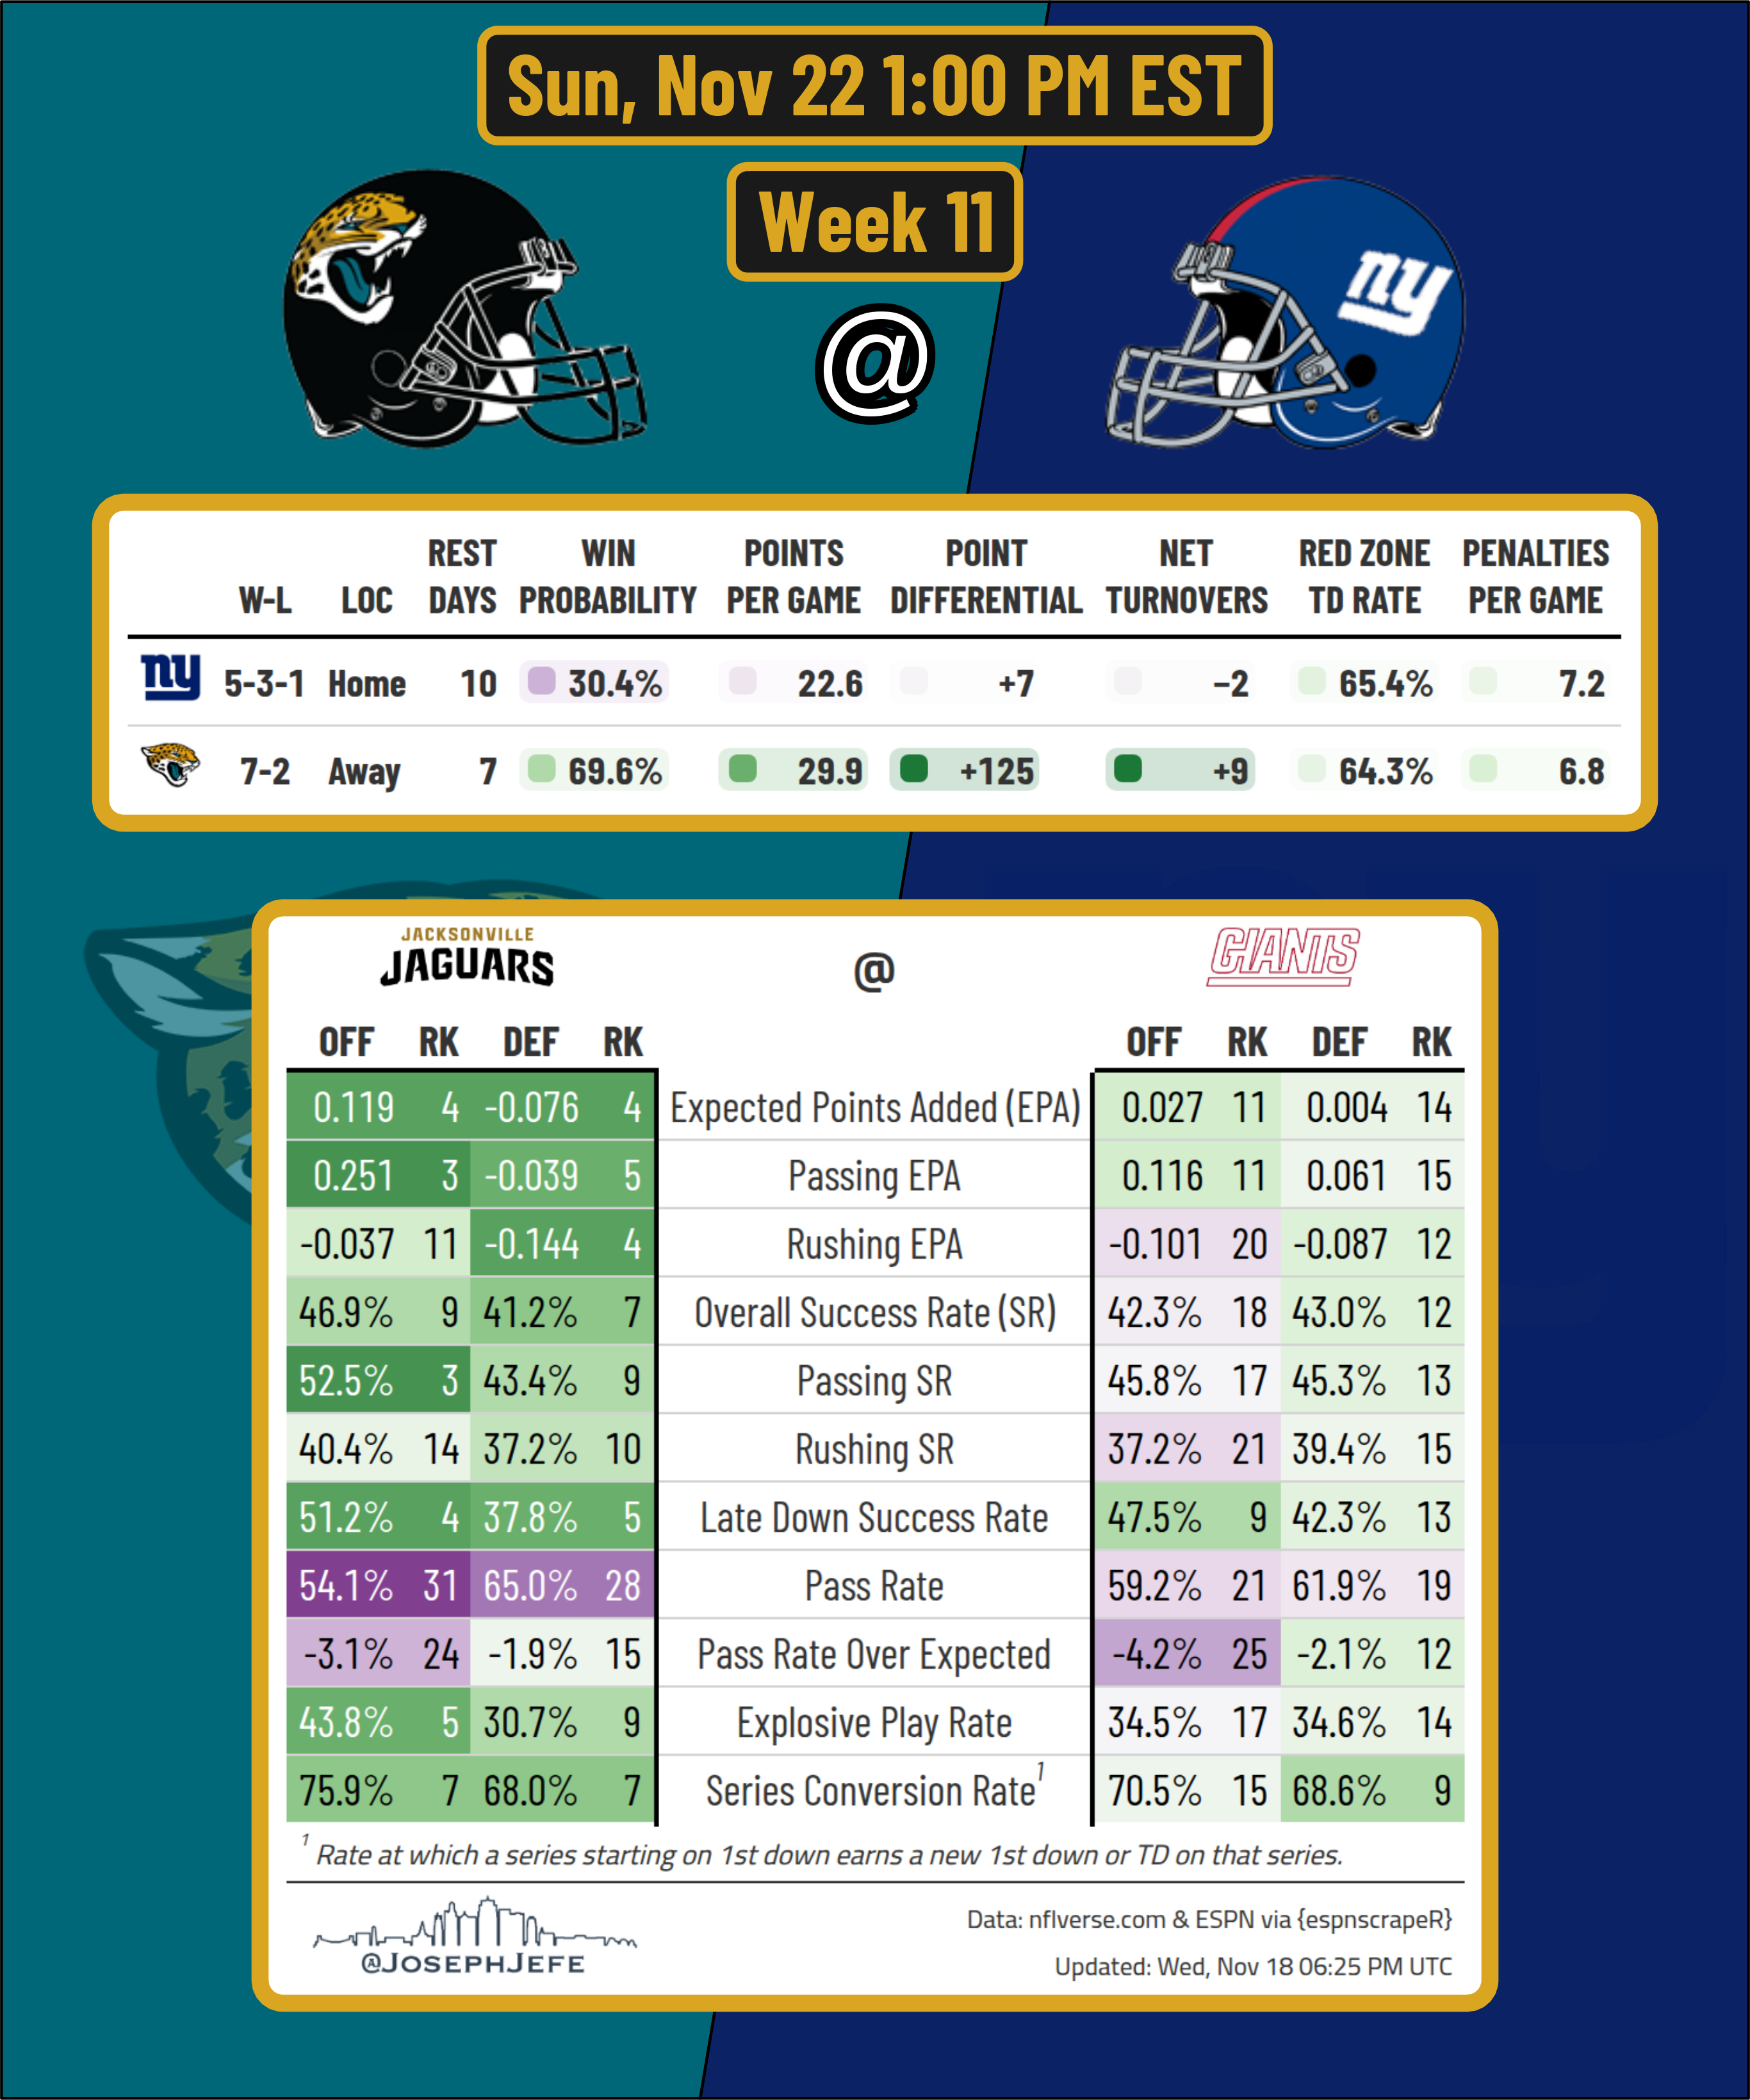 Sun, Nov 22 1:00 PM EST
Week 11
@
ny
REST WIN POINTS POINT NET RED ZONE PENALTIES
W-L LOC DAYS PROBABILITY PER GAME DIFFERENTIAL TURNOVERS TD RATE PER GAME
ny 5-3-1 Home 10 30.4% 22.6 +7 −2 65.4% 7.2
7-2 Away 7 69.6% 29.9 +125 +9 64.3% 6.8
JACKSONVILLE
JAGUARS @ GIANTS
OFF RK DEF RK OFF RK DEF RK
0.119 4 -0.076 4 Expected Points Added (EPA) 0.027 11 0.004 14
0.251 3 -0.039 5 Passing EPA 0.116 11 0.061 15
-0.037 11 -0.144 4 Rushing EPA -0.101 20 -0.087 12
46.9% 9 41.2% 7 Overall Success Rate (SR) 42.3% 18 43.0% 12
52.5% 3 43.4% 9 Passing SR 45.8% 17 45.3% 13
40.4% 14 37.2% 10 Rushing SR 37.2% 21 39.4% 15
51.2% 4 37.8% 5 Late Down Success Rate 47.5% 9 42.3% 13
54.1% 31 65.0% 28 Pass Rate 59.2% 21 61.9% 19
-3.1% 24 -1.9% 15 Pass Rate Over Expected -4.2% 25 -2.1% 12
43.8% 5 30.7% 9 Explosive Play Rate 34.5% 17 34.6% 14
75.9% 7 68.0% 7 Series Conversion Rate¹ 70.5% 15 68.6% 9
¹ Rate at which a series starting on 1st down earns a new 1st down or TD on that series.
@JOSEPHJEFE
Data: nflverse.com & ESPN via {espnscrapeR}
Updated: Wed, Nov 18 06:25 PM UTC